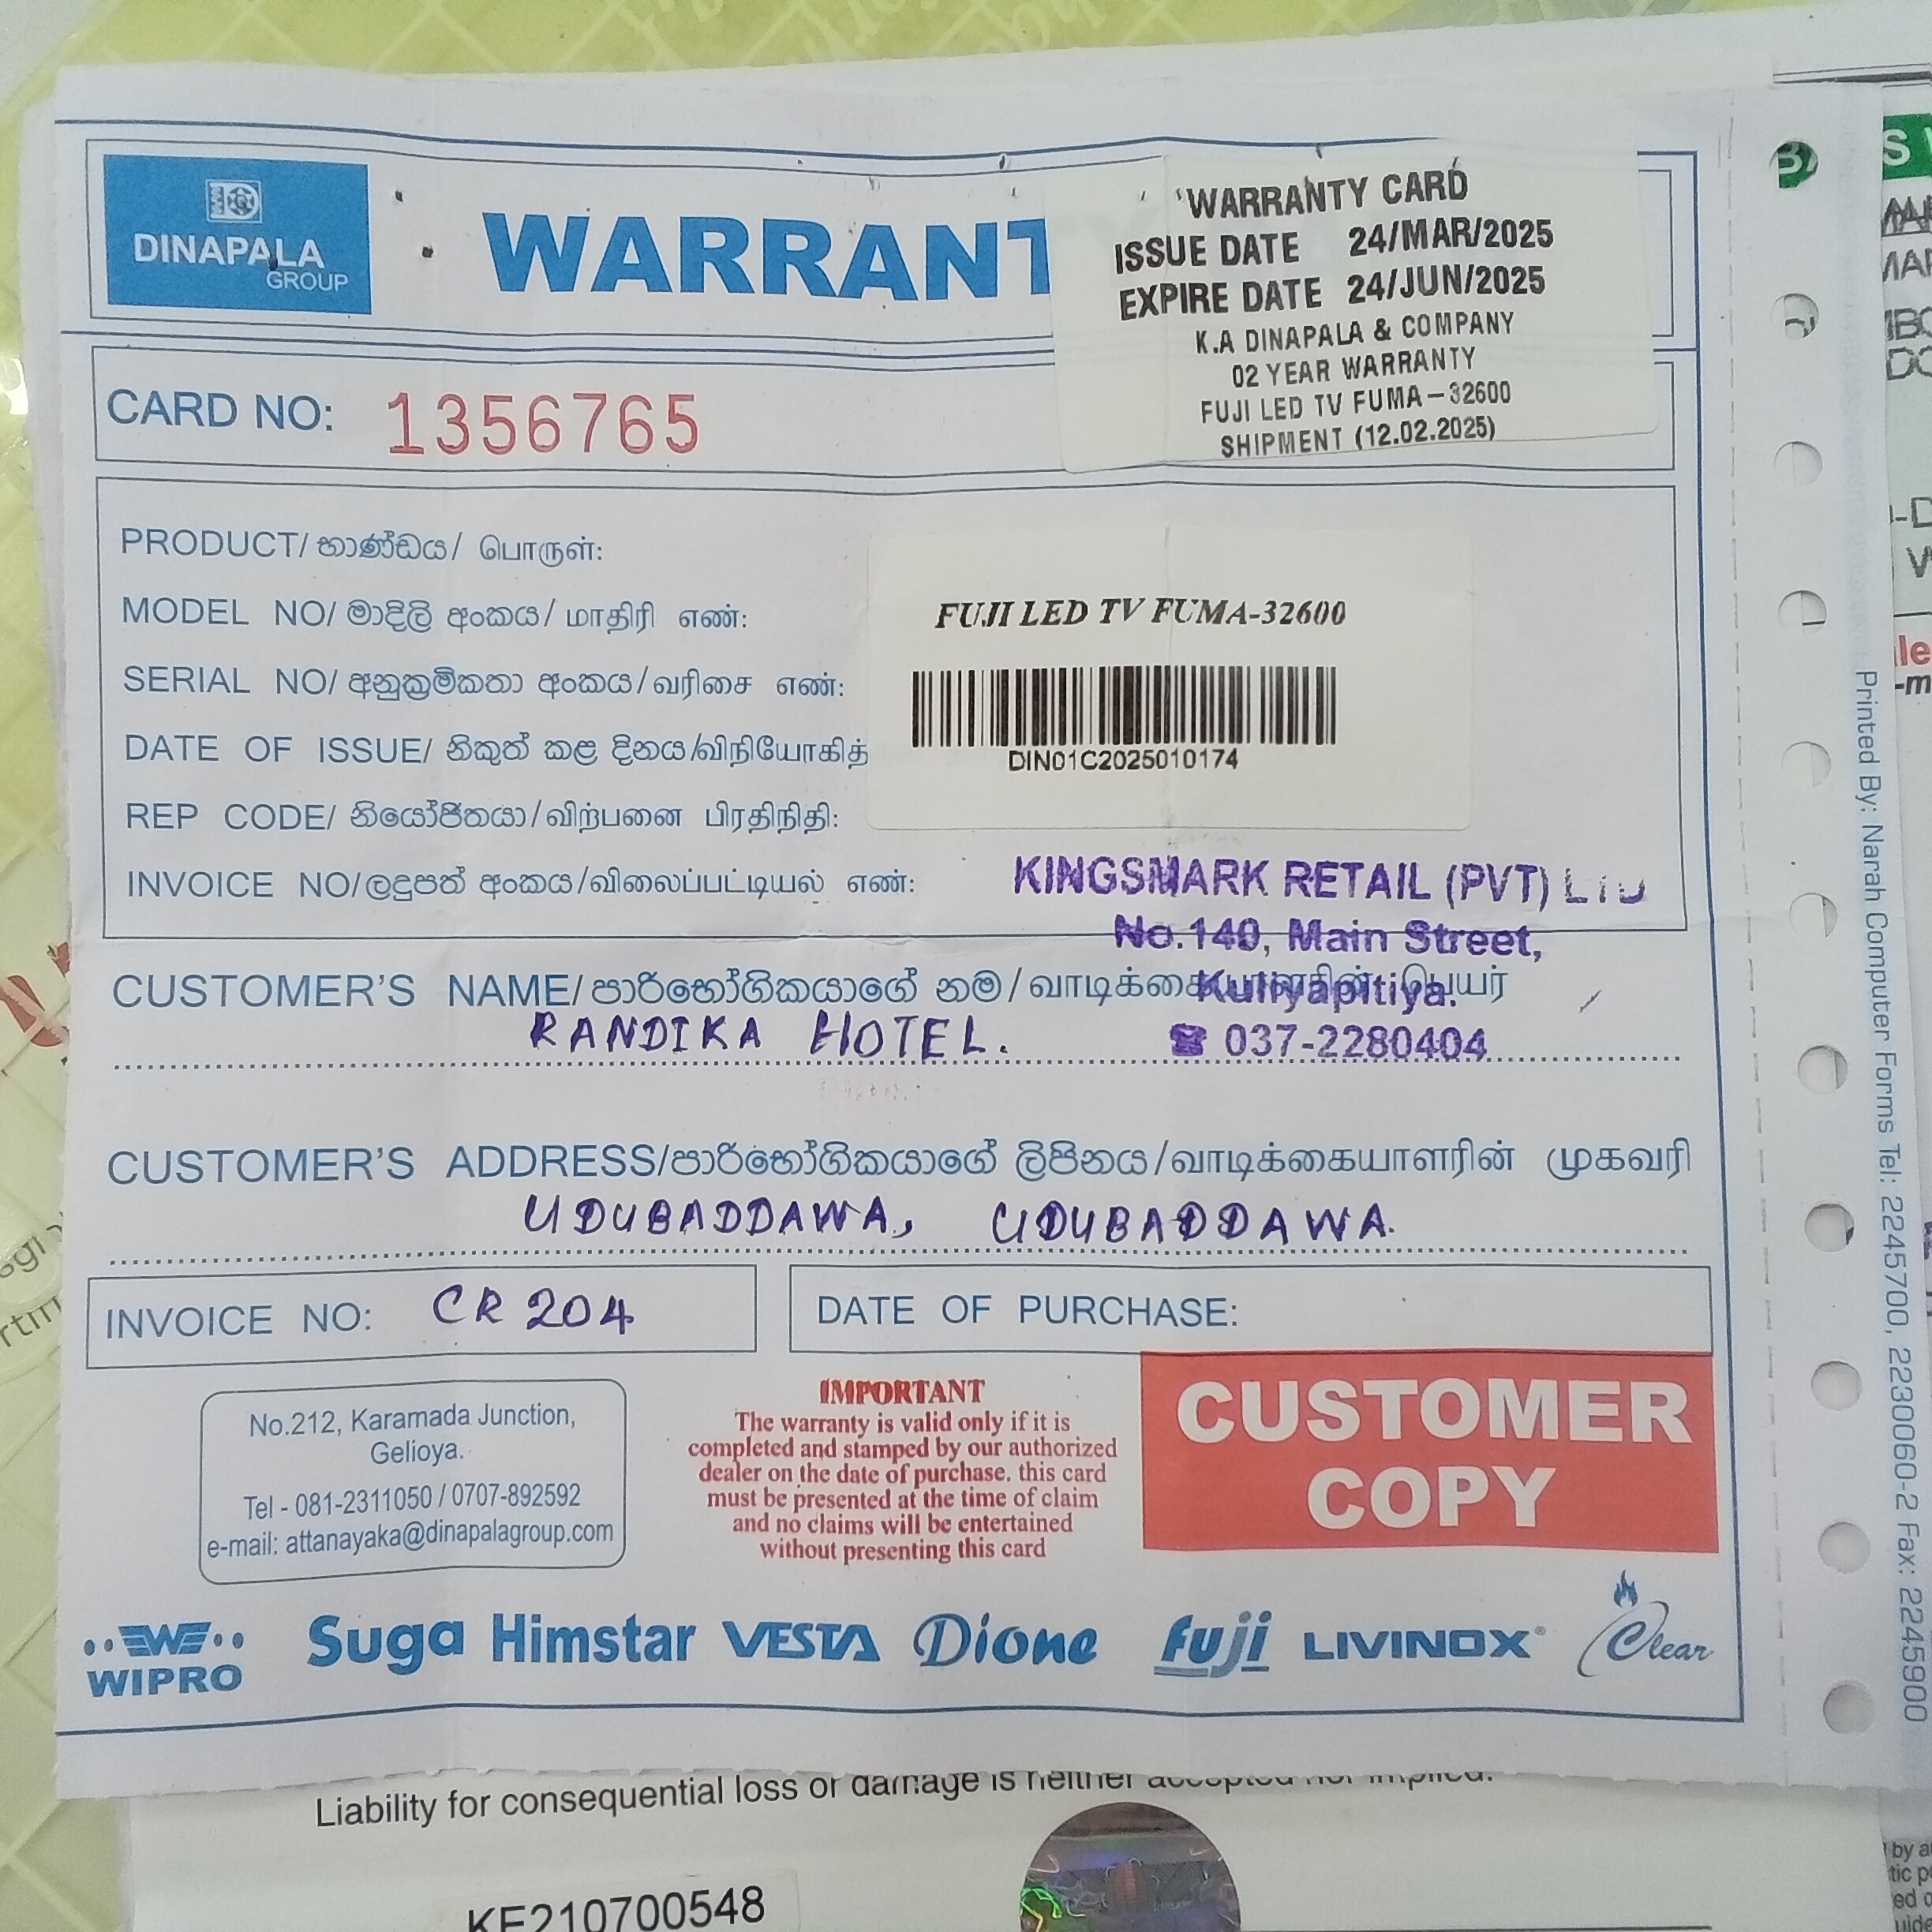 DINAPALA
GROUP
WARRANT
WARRANTY CARD
ISSUE DATE 24/MAR/2025
EXPIRE DATE 24/JUN/2025
K.A DINAPALA & COMPANY
02 YEAR WARRANTY
FUJI LED TV FUMA-32600
SHIPMENT (12.02.2025)
CARD NO: 1356765
PRODUCT/ භාණ්ඩය/ பொருள்:
MODEL NO/ මාදිලි අංකය/ மாதிரி எண்:
SERIAL NO/ අනුක්‍රමිකතා අංකය/வரிசை எண்:
DATE OF ISSUE/ නිකුත් කළ දිනය/விநியோகித்
REP CODE/ නියෝජිතයා/விற்பனை பிரதிநிதி:
INVOICE NO/ලදුපත් අංකය/விலைப்பட்டியல் எண்:
FUJI LED TV FUMA-32600
DIN01C2025010174
KINGSMARK RETAIL (PVT) LTD
No.140, Main Street,
Kuliyapitiya.
☎ 037-2280404
CUSTOMER'S NAME/පාරිභෝගිකයාගේ නම/வாடிக்கையாளரின் பெயர்
RANDIKA HOTEL.
CUSTOMER'S ADDRESS/පාරිභෝගිකයාගේ ලිපිනය/வாடிக்கையாளரின் முகவரி
UDUBADDAWA, UDUBADDAWA.
INVOICE NO: CR 204
DATE OF PURCHASE:
No.212, Karamada Junction,
Gelioya.
Tel - 081-2311050 / 0707-892592
e-mail: attanayaka@dinapalagroup.com
IMPORTANT
The warranty is valid only if it is
completed and stamped by our authorized
dealer on the date of purchase. this card
must be presented at the time of claim
and no claims will be entertained
without presenting this card
CUSTOMER
COPY
WIPRO
Suga
Himstar
VESTA
Dione
fuji
LIVINOX®
Clear
Printed By: Narah Computer Forms Tel: 2245700, 2230060-2 Fax: 2245900
Liability for consequential loss or damage is neither accepted nor implied.
KE210700548